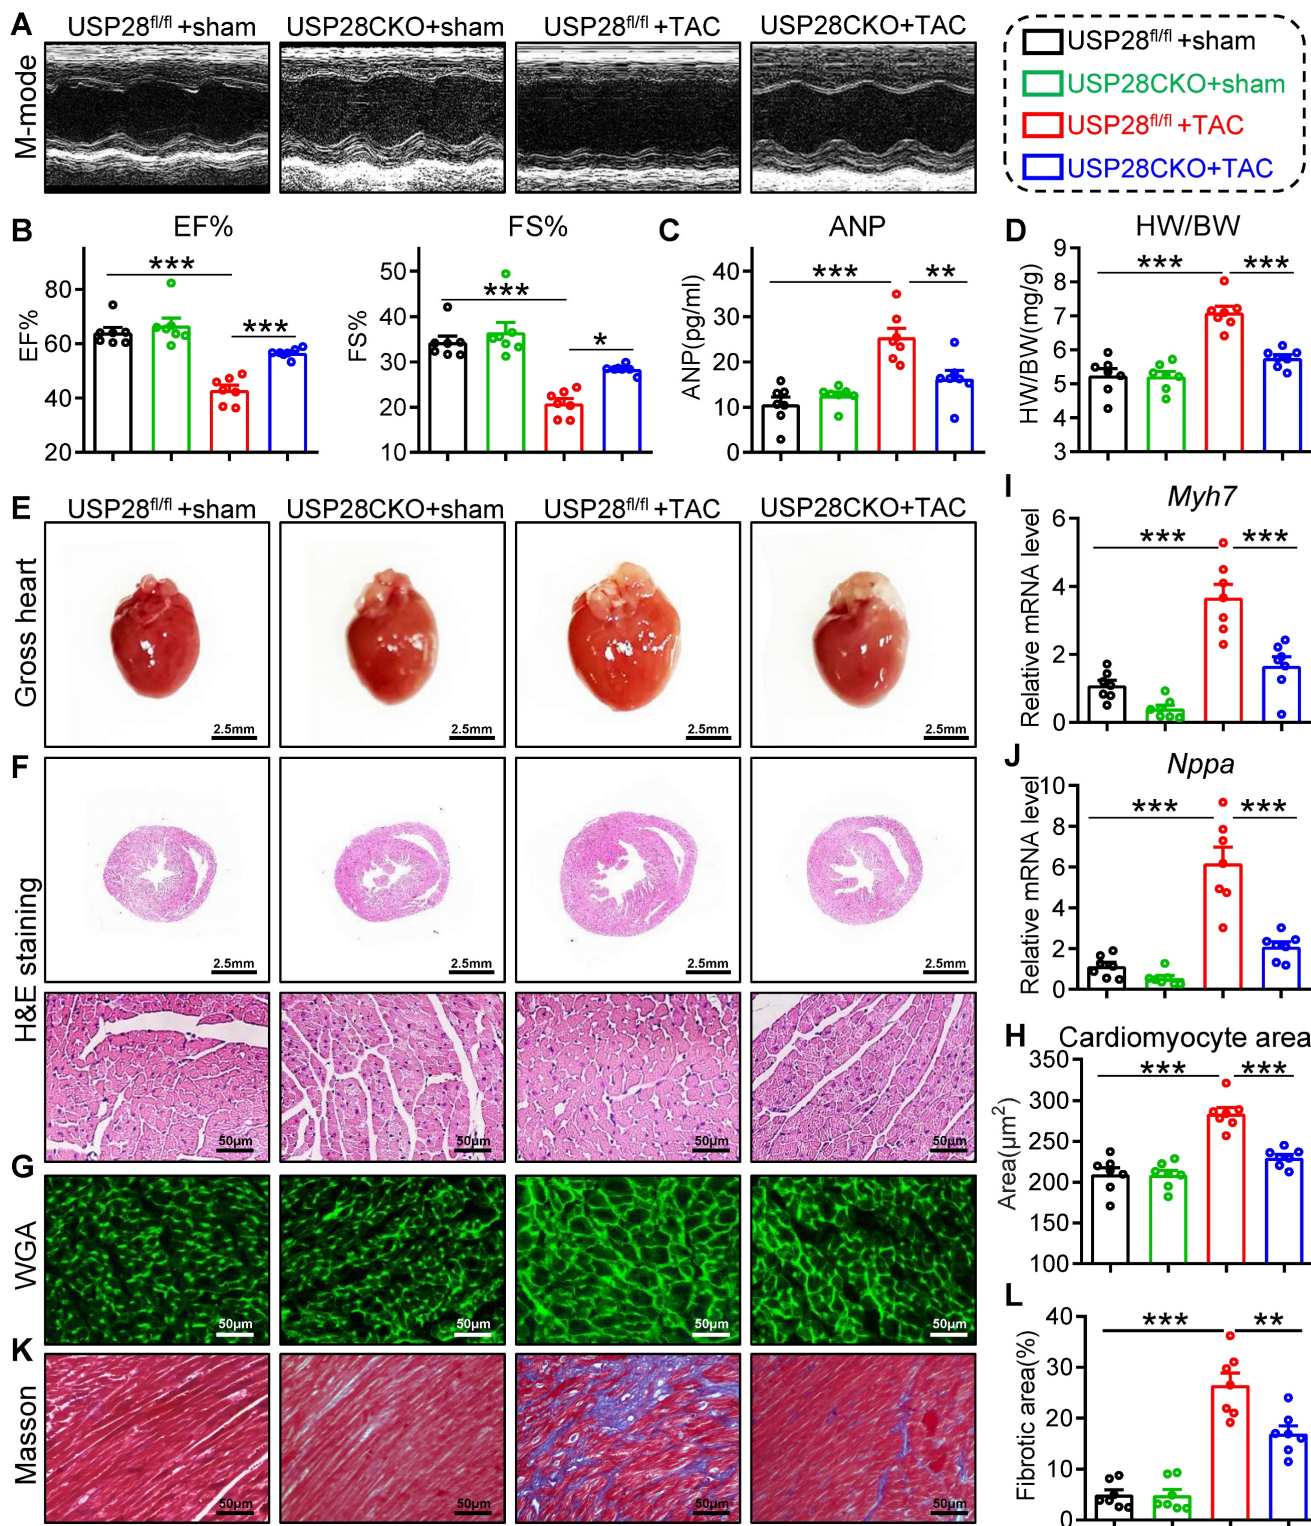 A
USP28fl/fl +sham
USP28CKO+sham
USP28fl/fl +TAC
USP28CKO+TAC
M-mode
USP28fl/fl +sham
USP28CKO+sham
USP28fl/fl +TAC
USP28CKO+TAC
B
EF%
EF%
80
60
40
20
***
***
FS%
FS%
50
40
30
20
10
***
*
C
ANP
ANP(pg/ml)
40
30
20
10
0
***
**
D
HW/BW
HW/BW(mg/g)
9
8
7
6
5
4
3
***
***
E
USP28fl/fl +sham
USP28CKO+sham
USP28fl/fl +TAC
USP28CKO+TAC
Gross heart
2.5mm
2.5mm
2.5mm
2.5mm
I
Myh7
Relative mRNA level
6
4
2
0
***
***
F
H&E staining
2.5mm
2.5mm
2.5mm
2.5mm
50μm
50μm
50μm
50μm
J
Nppa
Relative mRNA level
10
8
6
4
2
0
***
***
G
WGA
50μm
50μm
50μm
50μm
H
Cardiomyocyte area
Area(μm2)
350
300
250
200
150
100
***
***
K
Masson
50μm
50μm
50μm
50μm
L
Fibrotic area(%)
40
30
20
10
0
***
**